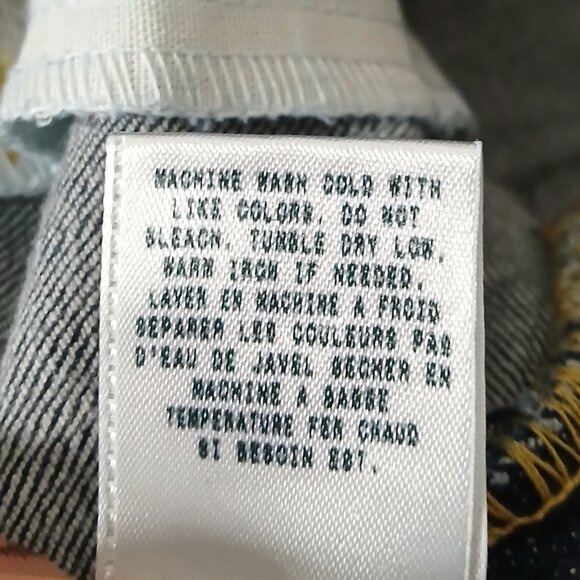 MACHINE WASH COLD WITH
LIKE COLORS. DO NOT
BLEACH. TUMBLE DRY LOW.
WARM IRON IF NEEDED.
LAVER EN MACHINE A FROID
SEPARER LES COULEURS PAS
D'EAU DE JAVEL SECHER EN
MACHINE A BASSE
TEMPERATURE FER CHAUD
SI BESOIN EST.